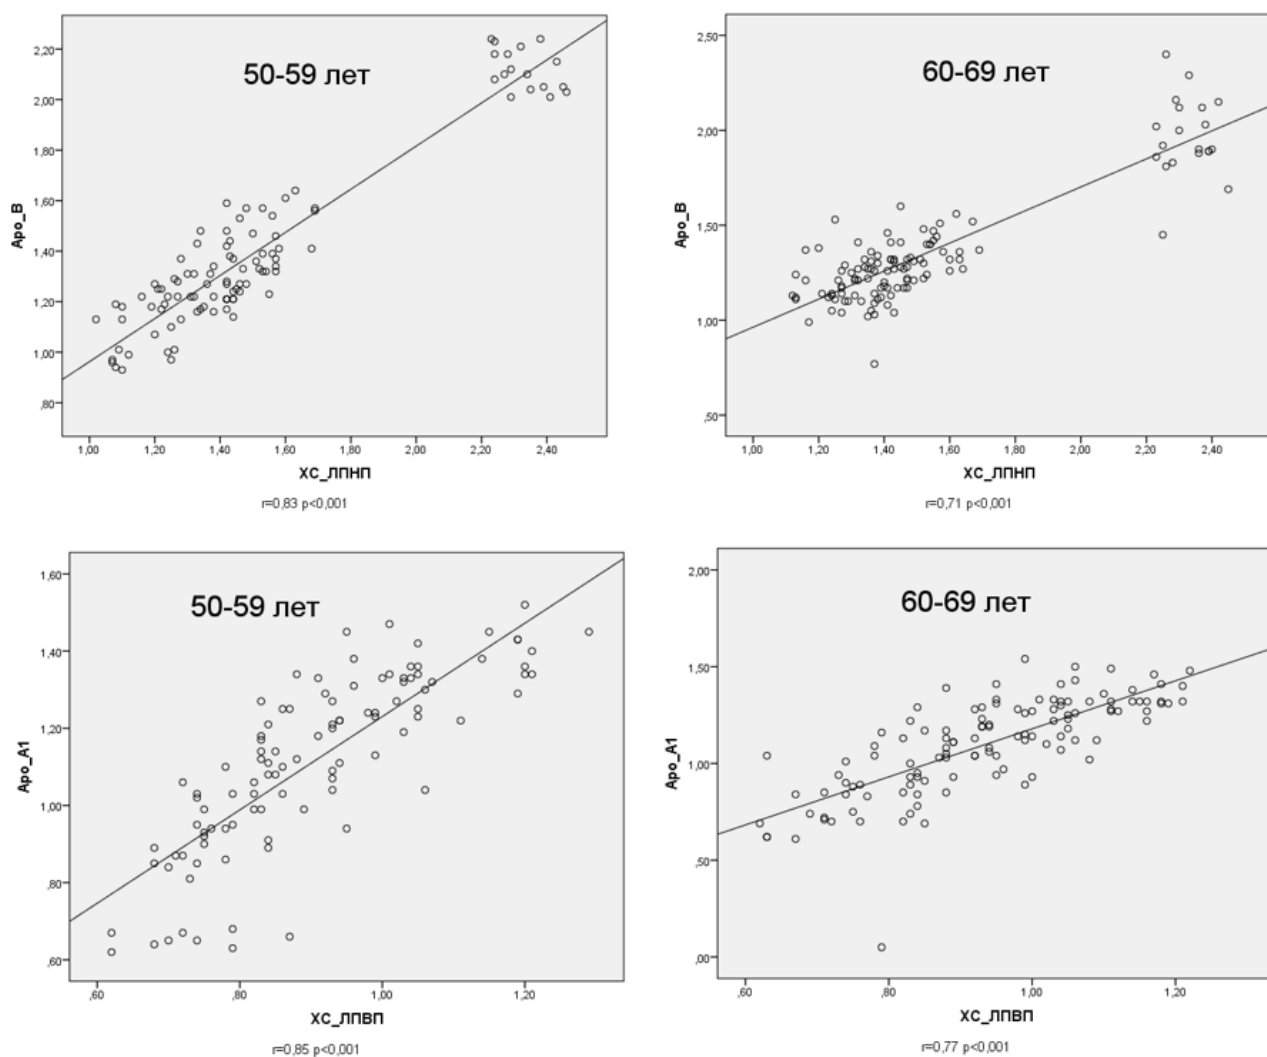 50-59 лет
2,20
2,00
1,80
1,60
1,40
1,20
1,00
,80
Apo_B
1,00 1,20 1,40 1,60 1,80 2,00 2,20 2,40
ХС_ЛПНП
r=0,83 p<0,001
60-69 лет
2,50
2,00
1,50
1,00
,50
Apo_B
1,00 1,20 1,40 1,60 1,80 2,00 2,20 2,40
ХС_ЛПНП
r=0,71 p<0,001
50-59 лет
1,60
1,40
1,20
1,00
,80
,60
Apo_A1
,60 ,80 1,00 1,20
ХС_ЛПВП
r=0,85 p<0,001
60-69 лет
2,00
1,50
1,00
,50
,00
Apo_A1
,60 ,80 1,00 1,20
ХС_ЛПВП
r=0,77 p<0,001